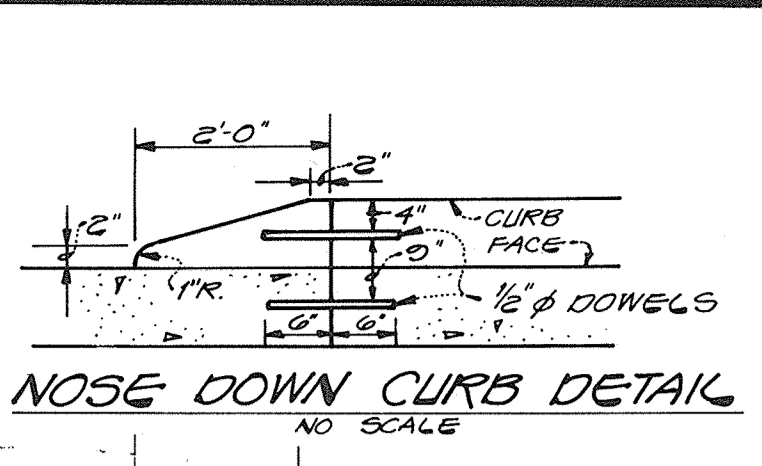 2'-0"
2"
2"
4"
CURB
FACE
9"
1"R.
1/2" φ DOWELS
6" 6"
NOSE DOWN CURB DETAIL
NO SCALE